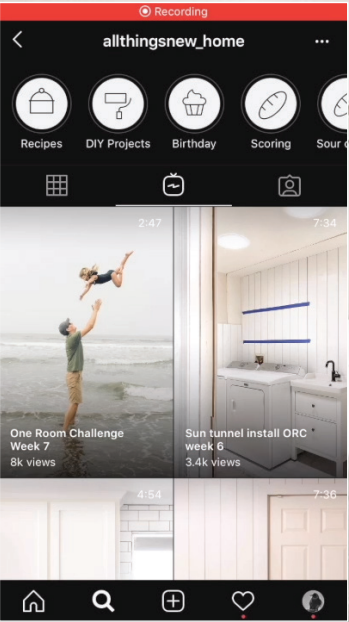 Recording
allthingsnew_home
Recipes DIY Projects Birthday Scoring Sour
2:47 7:34
One Room Challenge
Week 7
8k views
Sun tunnel install ORC
week 6
3.4k views
4:54 7:36